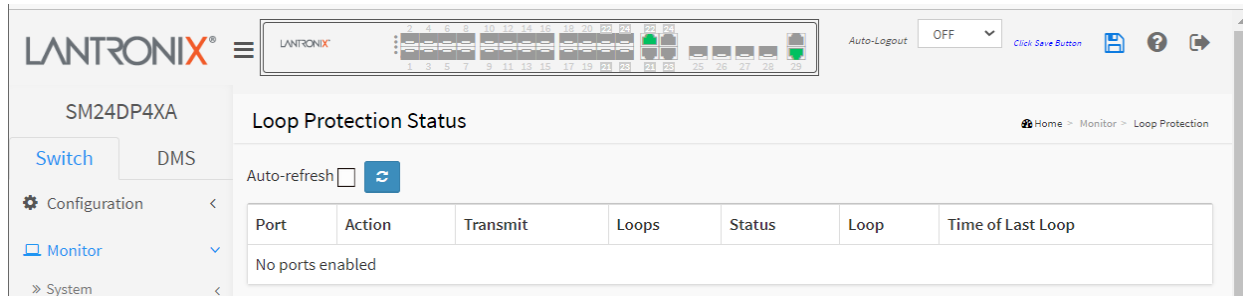 LANTRONIX®
LANTRONIX
2 4 6 8 10 12 14 16 18 20 22 24 22 24
1 3 5 7 9 11 13 15 17 19 21 23 21 23 25 26 27 28 29
Auto-Logout OFF Click Save Button
SM24DP4XA
Switch DMS
Configuration
Monitor
» System
Loop Protection Status
Home > Monitor > Loop Protection
Auto-refresh
Port Action Transmit Loops Status Loop Time of Last Loop
No ports enabled